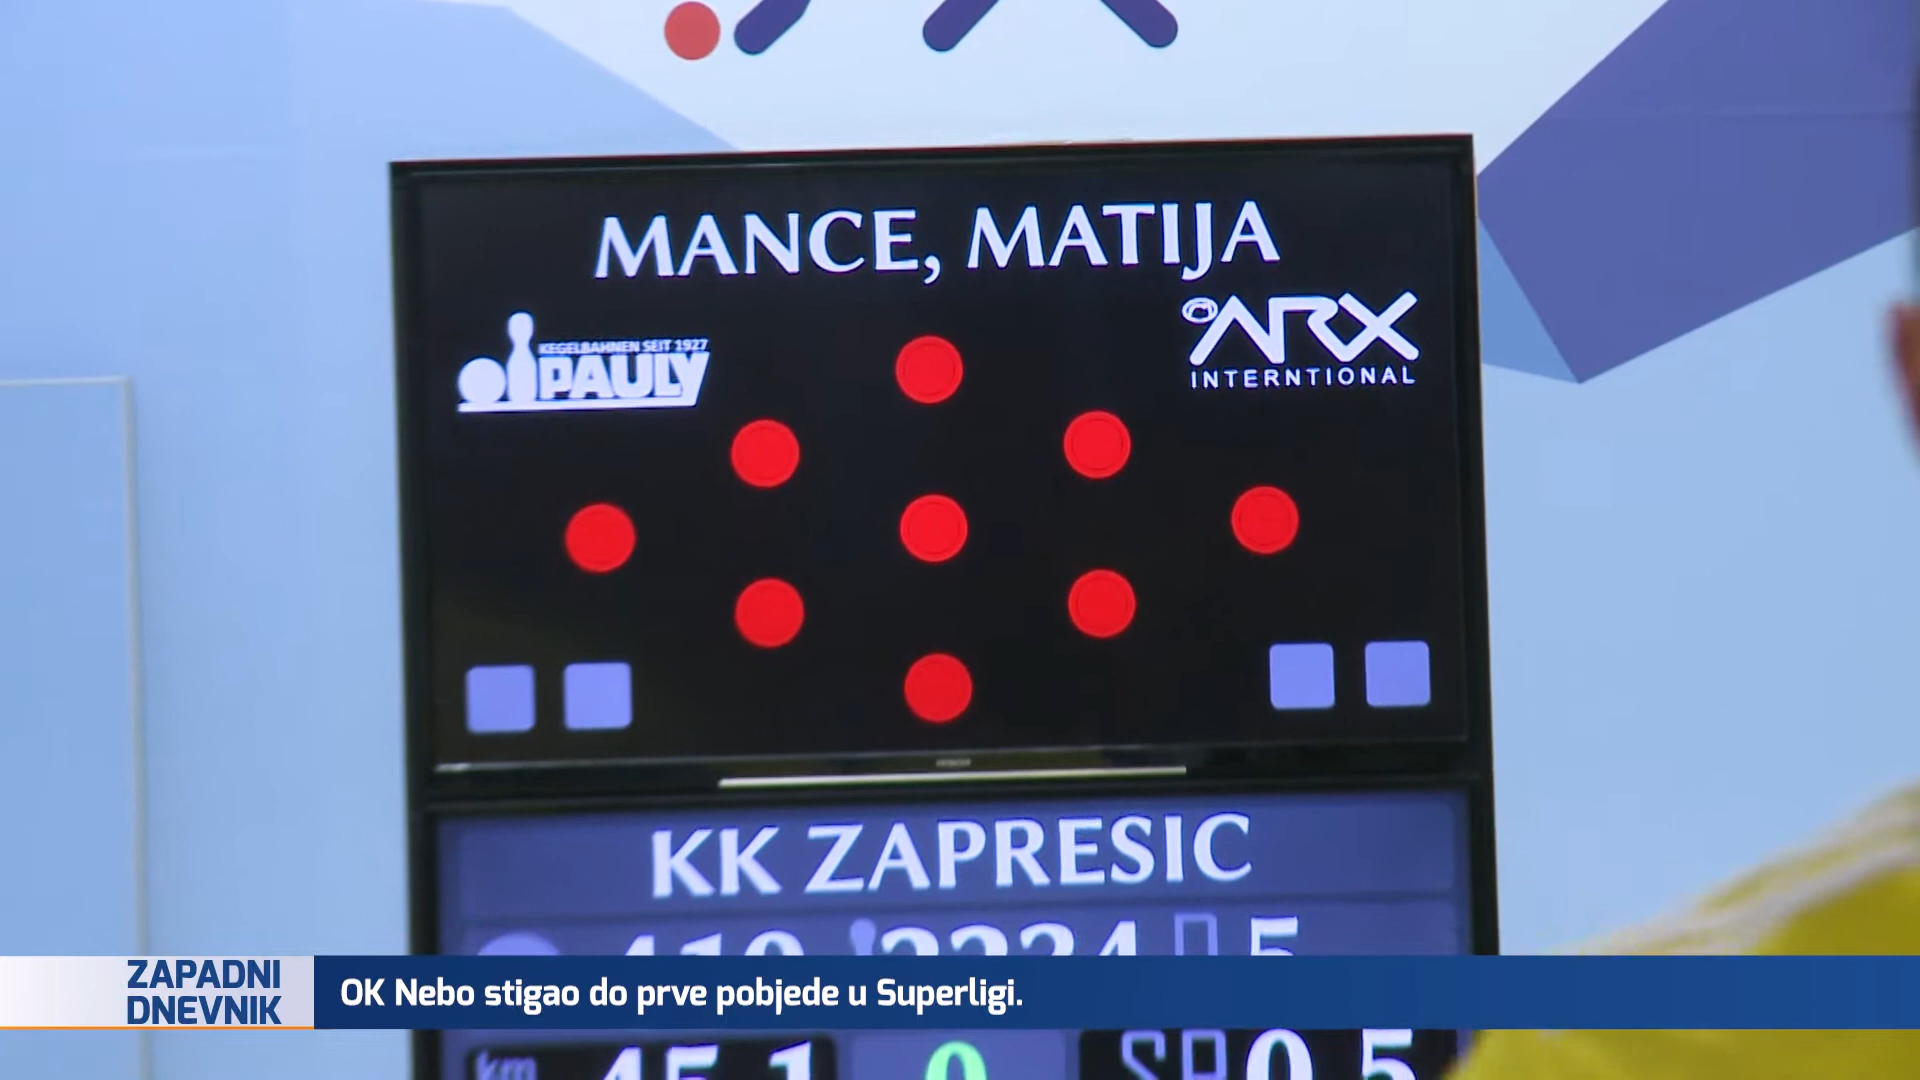 MANCE, MATIJA
KEGELBAHNEN SEIT 1927
PAULY
ARX
INTERNTIONAL
KK ZAPRESIC
5
ZAPADNI
DNEVNIK
OK Nebo stigao do prve pobjede u Superligi.